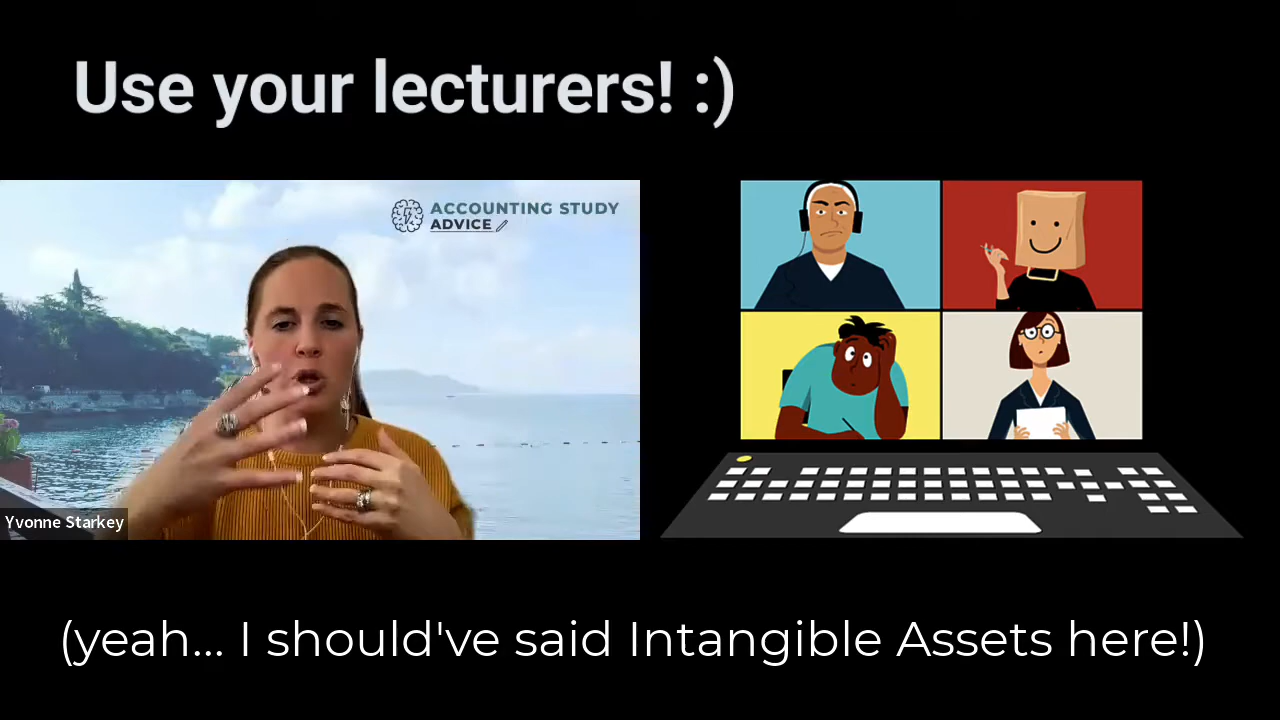 Use your lecturers! :)
ACCOUNTING STUDY
ADVICE
Yvonne Starkey
(yeah... I should've said Intangible Assets here!)